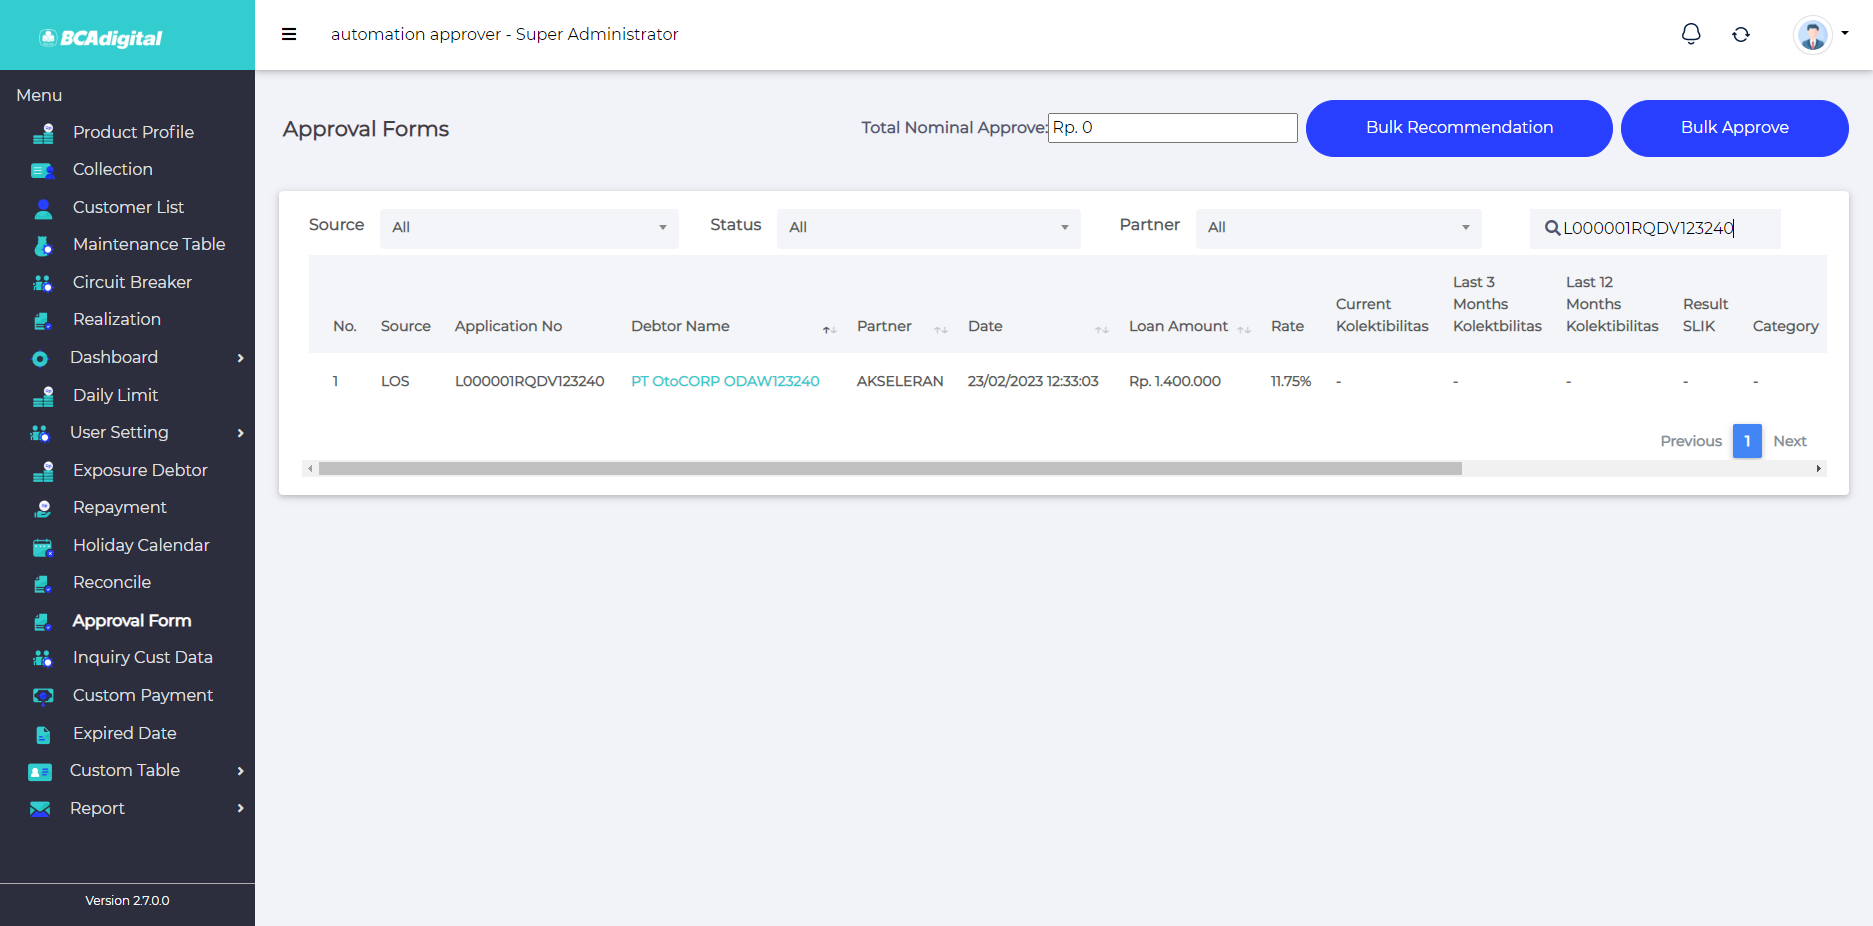 BCAdigital
automation approver - Super Administrator
Menu
Product Profile
Collection
Customer List
Maintenance Table
Circuit Breaker
Realization
Dashboard
Daily Limit
User Setting
Exposure Debtor
Repayment
Holiday Calendar
Reconcile
Approval Form
Inquiry Cust Data
Custom Payment
Expired Date
Custom Table
Report
Version 2.7.0.0
Approval Forms
Total Nominal Approve: Rp. 0
Bulk Recommendation
Bulk Approve
Source All Status All Partner All L000001RQDV123240
No. Source Application No Debtor Name Partner Date Loan Amount Rate Current Kolektibilitas Last 3 Months Kolektbilitas Last 12 Months Kolektibilitas Result SLIK Category
1 LOS L000001RQDV123240 PT OtoCORP ODAW123240 AKSELERAN 23/02/2023 12:33:03 Rp. 1.400.000 11.75% - - - - -
Previous 1 Next